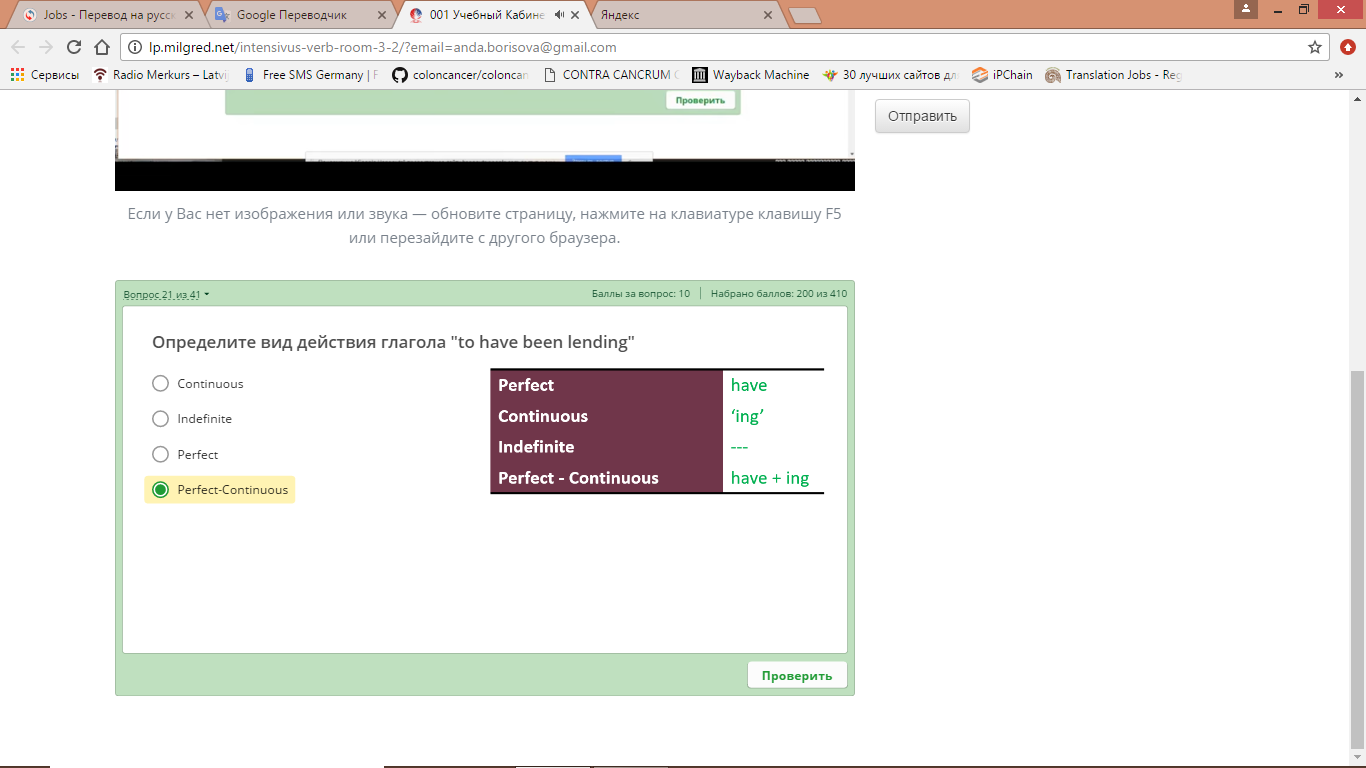 Jobs - Перевод на русс
Google Переводчик
001 Учебный Кабине
Яндекс
lp.milgred.net/intensivus-verb-room-3-2/?email=anda.borisova@gmail.com
Сервисы
Radio Merkurs – Latvij
Free SMS Germany | F
coloncancer/coloncan
CONTRA CANCRUM C
Wayback Machine
30 лучших сайтов дл
iPChain
Translation Jobs - Reg
»
Проверить
Отправить
Если у Вас нет изображения или звука — обновите страницу, нажмите на клавиатуре клавишу F5
или перезайдите с другого браузера.
Вопрос 21 из 41
Баллы за вопрос: 10
Набрано баллов: 200 из 410
Определите вид действия глагола "to have been lending"
Continuous
Indefinite
Perfect
Perfect-Continuous
Perfect have
Continuous ‘ing’
Indefinite ---
Perfect - Continuous have + ing
Проверить